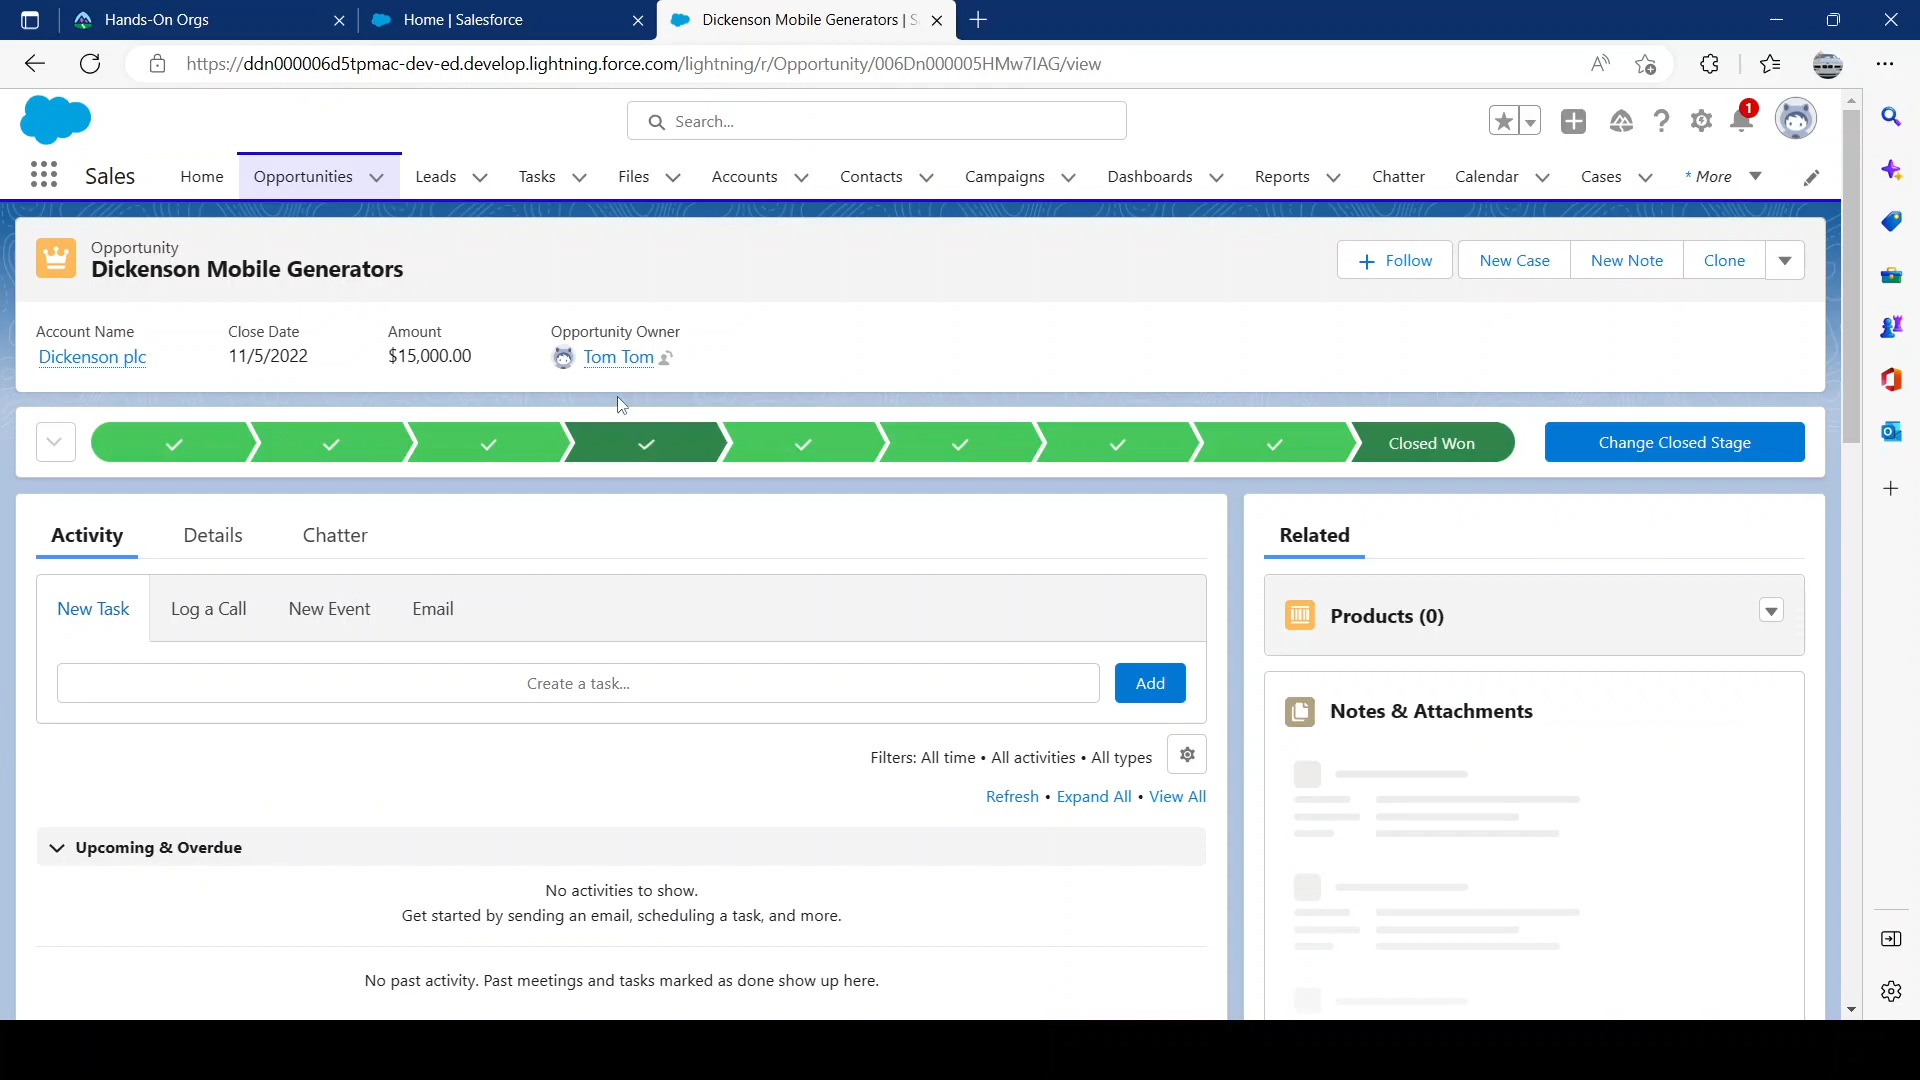 Hands-On Orgs
Home | Salesforce
Dickenson Mobile Generators | S
https://ddn000006d5tpmac-dev-ed.develop.lightning.force.com/lightning/r/Opportunity/006Dn000005HMw7IAG/view
Search...
1
Sales
Home
Opportunities
Leads
Tasks
Files
Accounts
Contacts
Campaigns
Dashboards
Reports
Chatter
Calendar
Cases
* More
Opportunity
Dickenson Mobile Generators
Follow
New Case
New Note
Clone
Account Name
Close Date
Amount
Opportunity Owner
Dickenson plc
11/5/2022
$15,000.00
Tom Tom
Closed Won
Change Closed Stage
Activity
Details
Chatter
New Task
Log a Call
New Event
Email
Create a task...
Add
Filters: All time • All activities • All types
Refresh • Expand All • View All
Upcoming & Overdue
No activities to show.
Get started by sending an email, scheduling a task, and more.
No past activity. Past meetings and tasks marked as done show up here.
Related
Products (0)
Notes & Attachments